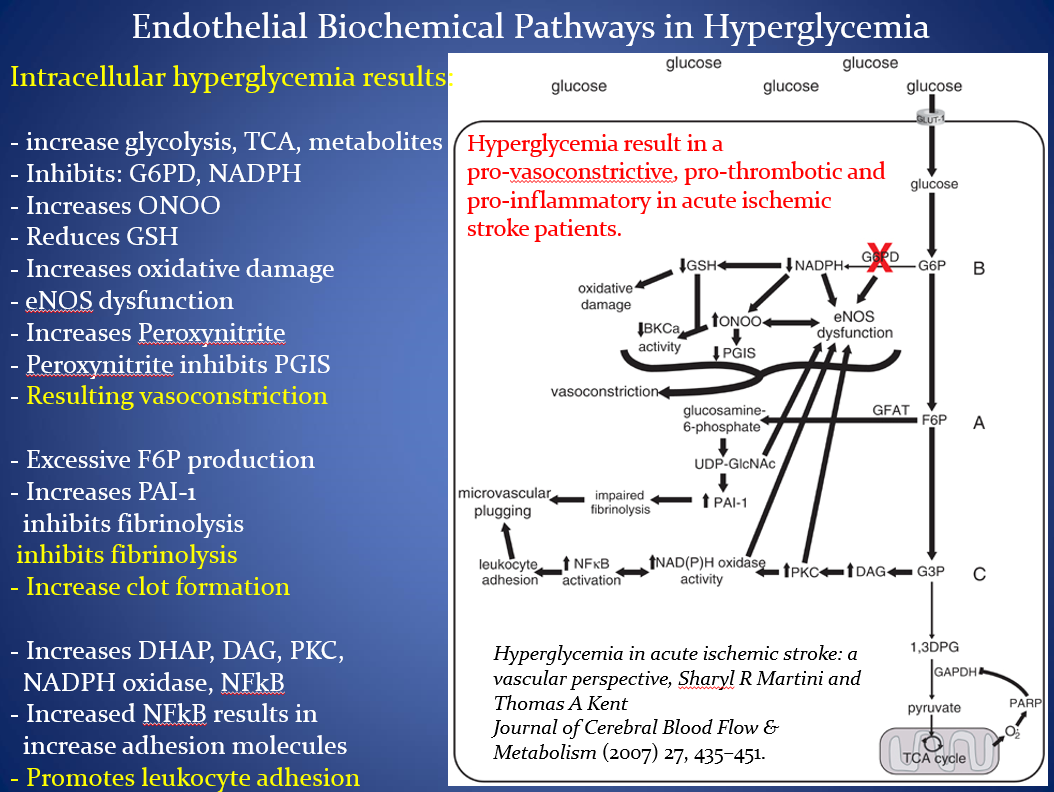 Endothelial Biochemical Pathways in Hyperglycemia
Intracellular hyperglycemia results:
- increase glycolysis, TCA, metabolites
- Inhibits: G6PD, NADPH
- Increases ONOO
- Reduces GSH
- Increases oxidative damage
- eNOS dysfunction
- Increases Peroxynitrite
- Peroxynitrite inhibits PGIS
- Resulting vasoconstriction
- Excessive F6P production
- Increases PAI-1
inhibits fibrinolysis
inhibits fibrinolysis
- Increase clot formation
- Increases DHAP, DAG, PKC,
NADPH oxidase, NFkB
- Increased NFkB results in
increase adhesion molecules
- Promotes leukocyte adhesion
glucose glucose
glucose glucose glucose
GLUT-1
Hyperglycemia result in a
pro-vasoconstrictive, pro-thrombotic and
pro-inflammatory in acute ischemic
stroke patients.
glucose
GSH NADPH G6PD G6P B
oxidative
damage
BKCa
activity
ONOO
eNOS
dysfunction
PGIS
vasoconstriction
glucosamine-
6-phosphate
GFAT F6P A
UDP-GlcNAc
microvascular
plugging
impaired
fibrinolysis
PAI-1
leukocyte
adhesion
NFκB
activation
NAD(P)H oxidase
activity
PKC DAG G3P C
1,3DPG
GAPDH
pyruvate PARP
O₂⁻
TCA cycle
Hyperglycemia in acute ischemic stroke: a
vascular perspective, Sharyl R Martini and
Thomas A Kent
Journal of Cerebral Blood Flow &
Metabolism (2007) 27, 435–451.